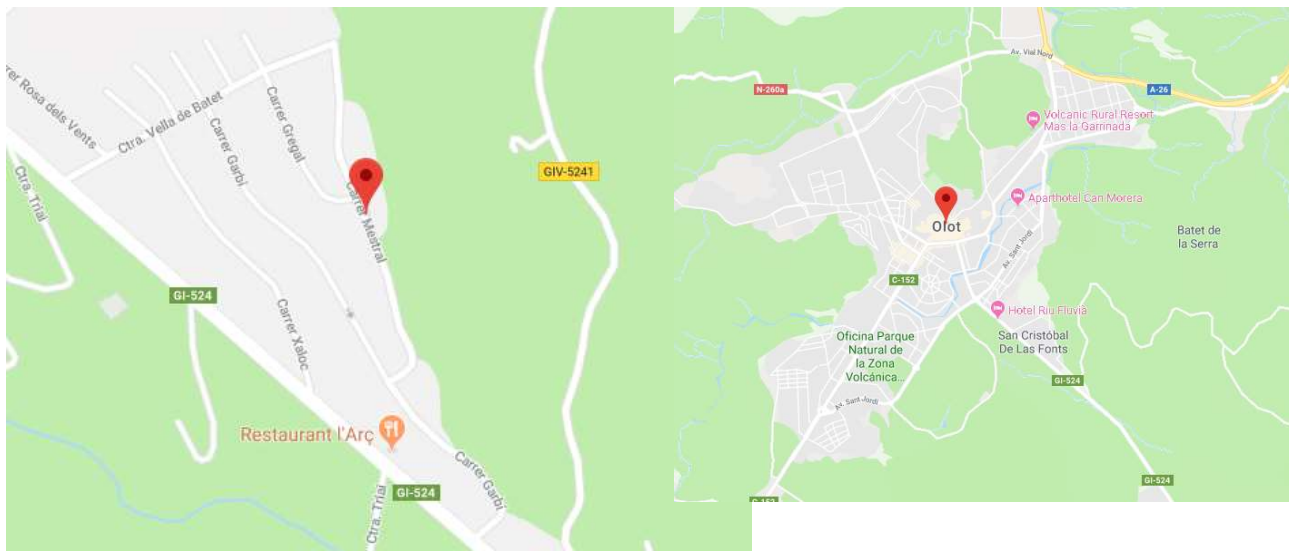 rer Rosa dels Vents
Ctra. Vella de Batet
Carrer Gregal
Carrer Garbí
Ctra. Triai
Carrer Mestral
GIV-5241
GI-524
Carrer Xaloc
Restaurant l'Arç
Carrer Garbí
GI-524
Ctra. Triai
Av. Vial Nord
N-260a
A-26
Volcanic Rural Resort
Mas la Garrinada
Aparthotel Can Morera
Olot
Batet de
la Serra
Av. Sant Jordi
C-152
Hotel Riu Fluvià
Oficina Parque
Natural de
la Zona
Volcánica...
San Cristóbal
De Las Fonts
GI-524
Av. Sant Jordi
GI-524
C-152